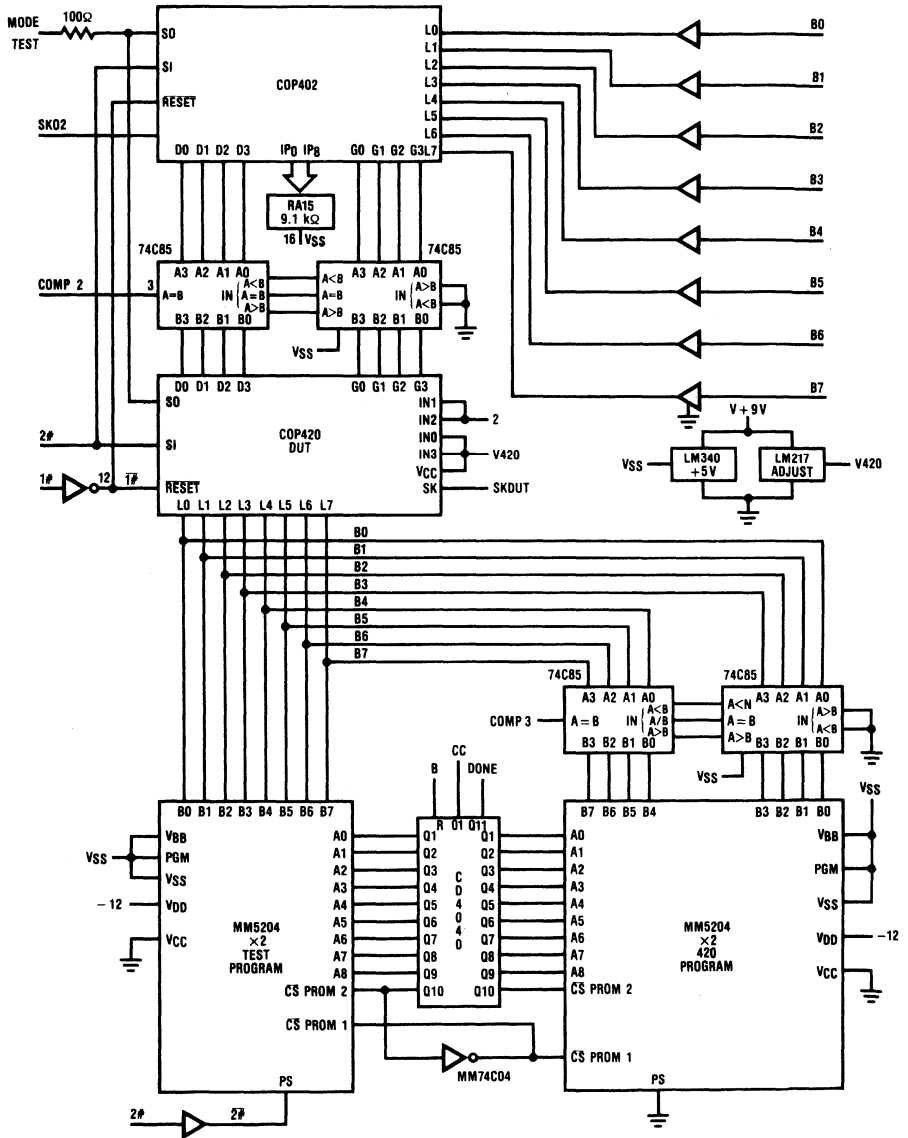 MODE
TEST
100Ω
SO
SI
RESET
SK02
COP402
L0
L1
L2
L3
L4
L5
L6
L7
B0
B1
B2
B3
B4
B5
B6
B7
D0 D1 D2 D3
IP0 IP8
G0 G1 G2 G3
RA15
9.1 kΩ
16 VSS
74C85
74C85
COMP 2
3
A3 A2 A1 A0
A=B
IN
A<B
A=B
A>B
B3 B2 B1 B0
A3 A2 A1 A0
A<B
A=B
A>B
IN
A>B
A<B
B3 B2 B1 B0
VSS
D0 D1 D2 D3
G0 G1 G2 G3
SO
SI
RESET
COP420
DUT
IN1
IN2
IN0
IN3
VCC
SK
2
V420
SKDUT
2#
1#
12
1#
L0 L1 L2 L3 L4 L5 L6 L7
V+ 9V
VSS
LM340
+5V
LM217
ADJUST
V420
B0
B1
B2
B3
B4
B5
B6
B7
74C85
74C85
COMP 3
A3 A2 A1 A0
A=B
IN
A<B
A/B
A>B
B3 B2 B1 B0
A3 A2 A1 A0
A<N
A=B
A>B
IN
A>B
A<B
B3 B2 B1 B0
VSS
VSS
B0 B1 B2 B3 B4 B5 B6 B7
VSS
VBB
PGM
VSS
-12
VDD
VCC
MM5204
×2
TEST
PROGRAM
A0
A1
A2
A3
A4
A5
A6
A7
A8
CS PROM 2
CS PROM 1
PS
2#
2#
B
CC
DONE
R Q1 Q11
Q1
Q2
Q3
Q4
Q5
Q6
Q7
Q8
Q9
Q10
CD4040
Q1
Q2
Q3
Q4
Q5
Q6
Q7
Q8
Q9
Q10
MM74C04
B7 B6 B5 B4
B3 B2 B1 B0
A0
A1
A2
A3
A4
A5
A6
A7
A8
CS PROM 2
CS PROM 1
MM5204
×2
420
PROGRAM
VBB
PGM
VSS
VDD
-12
VCC
PS